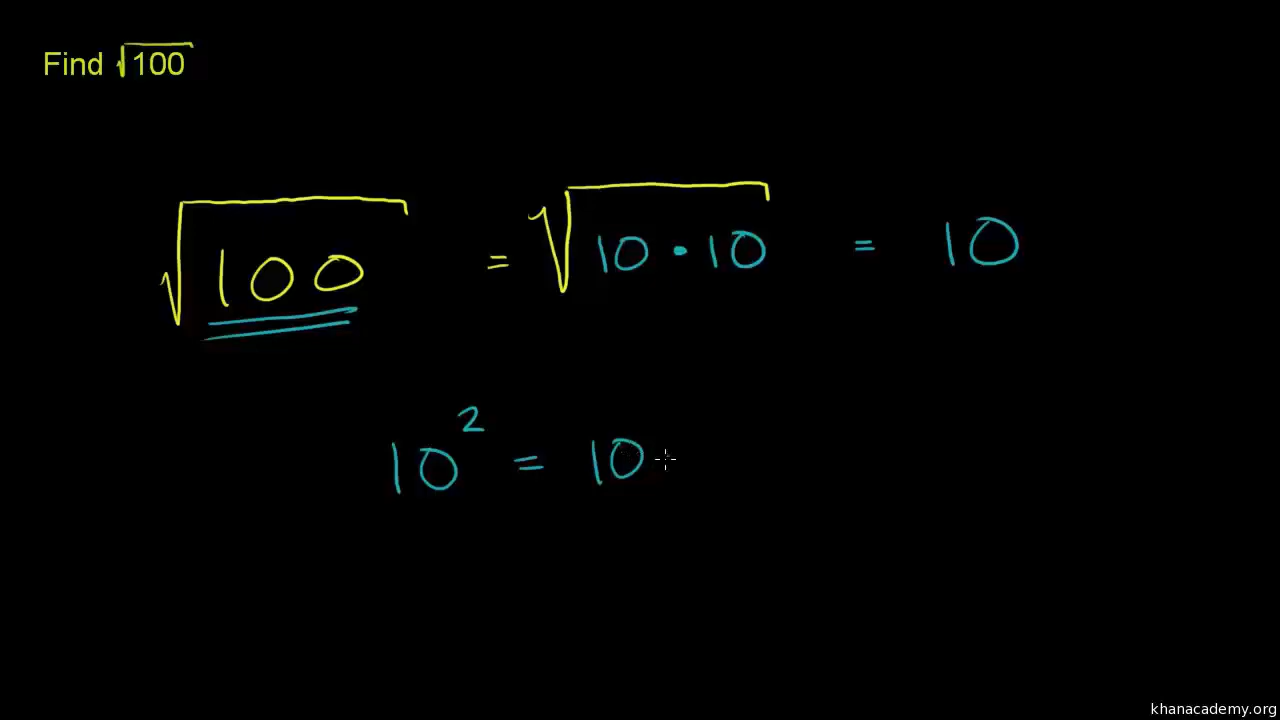 Find √100
√100 = √10 • 10 = 10
10² = 10
khanacademy.org